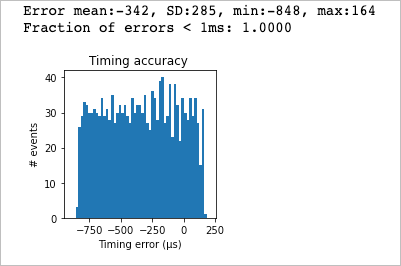 Error mean:-342, SD:285, min:-848, max:164
Fraction of errors < 1ms: 1.0000
Timing accuracy
40
30
20
10
0
# events
−750 −500 −250 0 250
Timing error (µs)